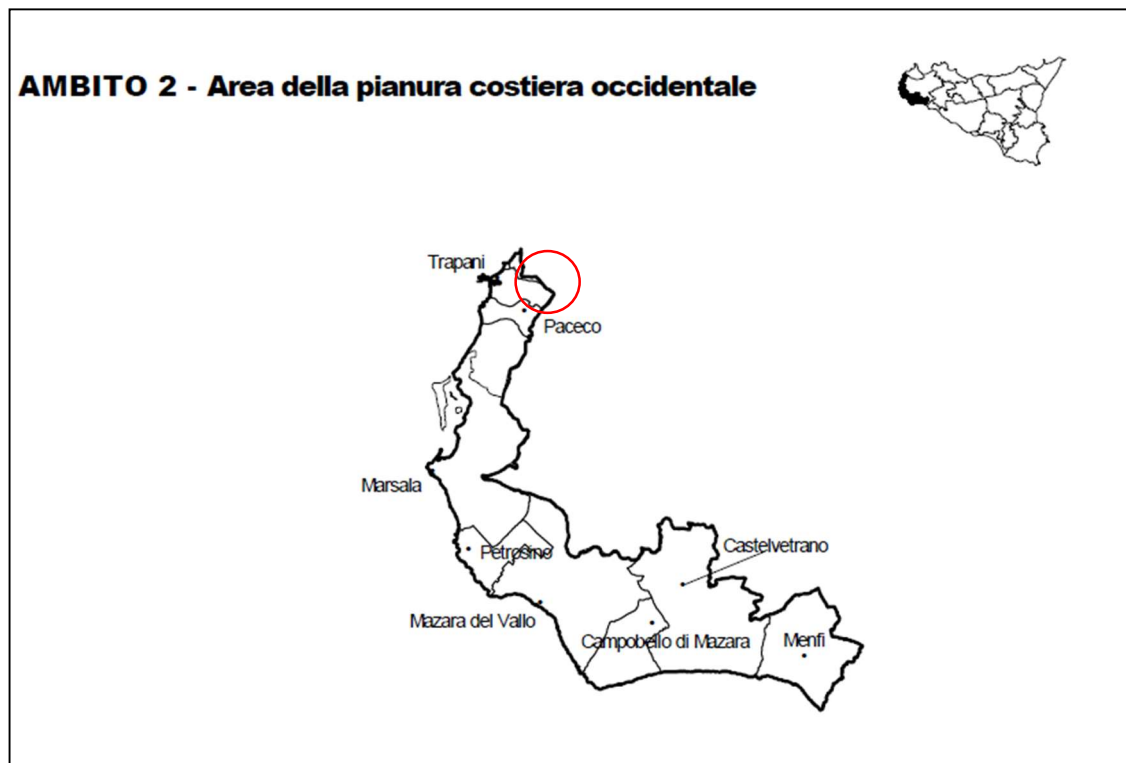 AMBITO 2 - Area della pianura costiera occidentale
Trapani
Paceco
Marsala
Petrosino
Castelvetrano
Mazara del Vallo
Campobello di Mazara
Menfi